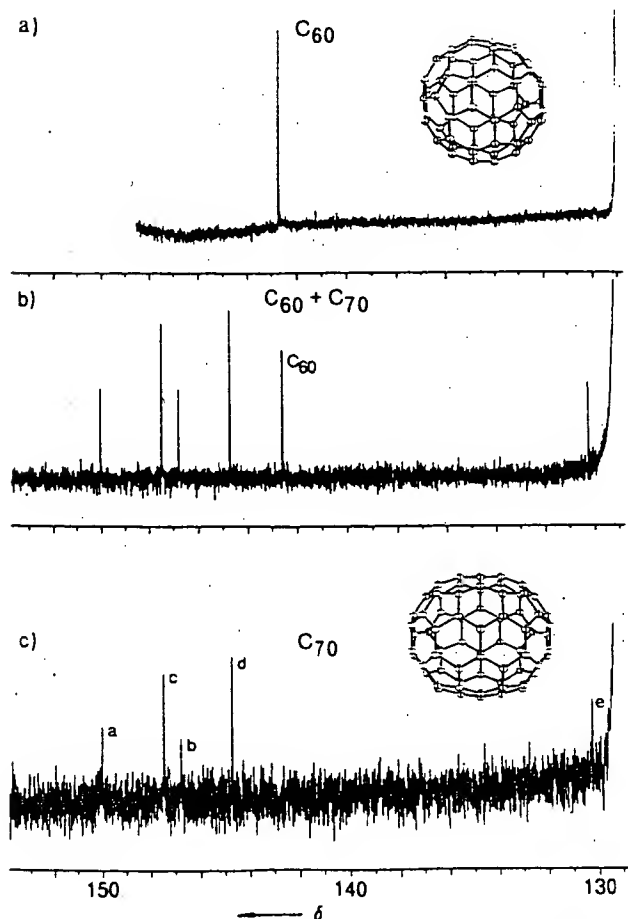 a) C₆₀
b) C₆₀ + C₇₀
C₆₀
c) C₇₀
a
c
b
d
e
150 140 130
← δ